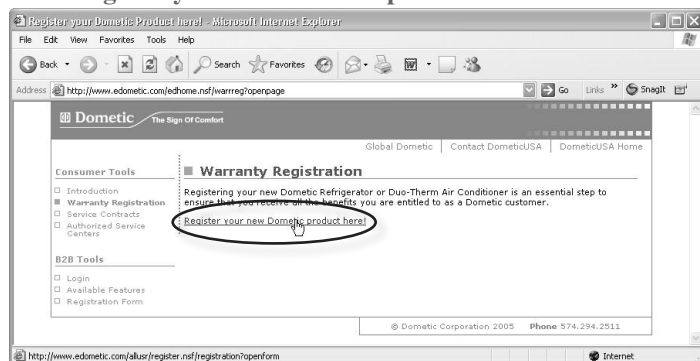 Register your Dometic Product here! - Microsoft Internet Explorer
File Edit View Favorites Tools Help
Back Search Favorites
Address http://www.edometic.com/edhome.nsf/warrreg?openpage Go Links » SnagIt
Dometic The Sign Of Comfort
Global Dometic Contact DometicUSA DometicUSA Home
Consumer Tools
Introduction
Warranty Registration
Service Contracts
Authorized Service
Centers
B2B Tools
Login
Available Features
Registration Form
Warranty Registration
Registering your new Dometic Refrigerator or Duo-Therm Air Conditioner is an essential step to
ensure that you receive all the benefits you are entitled to as a Dometic customer.
Register your new Dometic product here!
© Dometic Corporation 2005 Phone 574.294.2511
http://www.edometic.com/allusr/register.nsf/registration?openform Internet